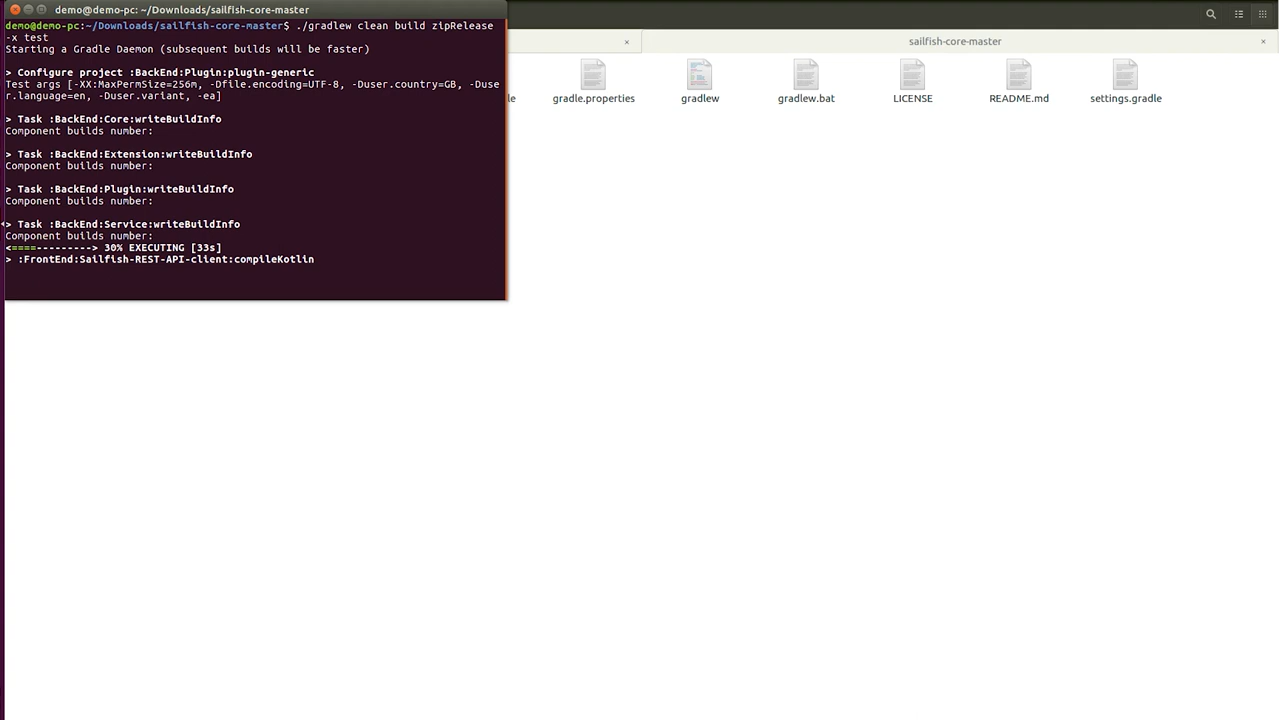 demo@demo-pc: ~/Downloads/sailfish-core-master
demo@demo-pc:~/Downloads/sailfish-core-master$ ./gradlew clean build zipRelease
-x test
Starting a Gradle Daemon (subsequent builds will be faster)
> Configure project :BackEnd:Plugin:plugin-generic
Test args [-XX:MaxPermSize=256m, -Dfile.encoding=UTF-8, -Duser.country=GB, -Duse
r.language=en, -Duser.variant, -ea]
> Task :BackEnd:Core:writeBuildInfo
Component builds number:
> Task :BackEnd:Extension:writeBuildInfo
Component builds number:
> Task :BackEnd:Plugin:writeBuildInfo
Component builds number:
> Task :BackEnd:Service:writeBuildInfo
Component builds number:
<====---------> 30% EXECUTING [33s]
> :FrontEnd:Sailfish-REST-API-client:compileKotlin
sailfish-core-master
le
gradle.properties
gradlew
gradlew.bat
LICENSE
README.md
settings.gradle